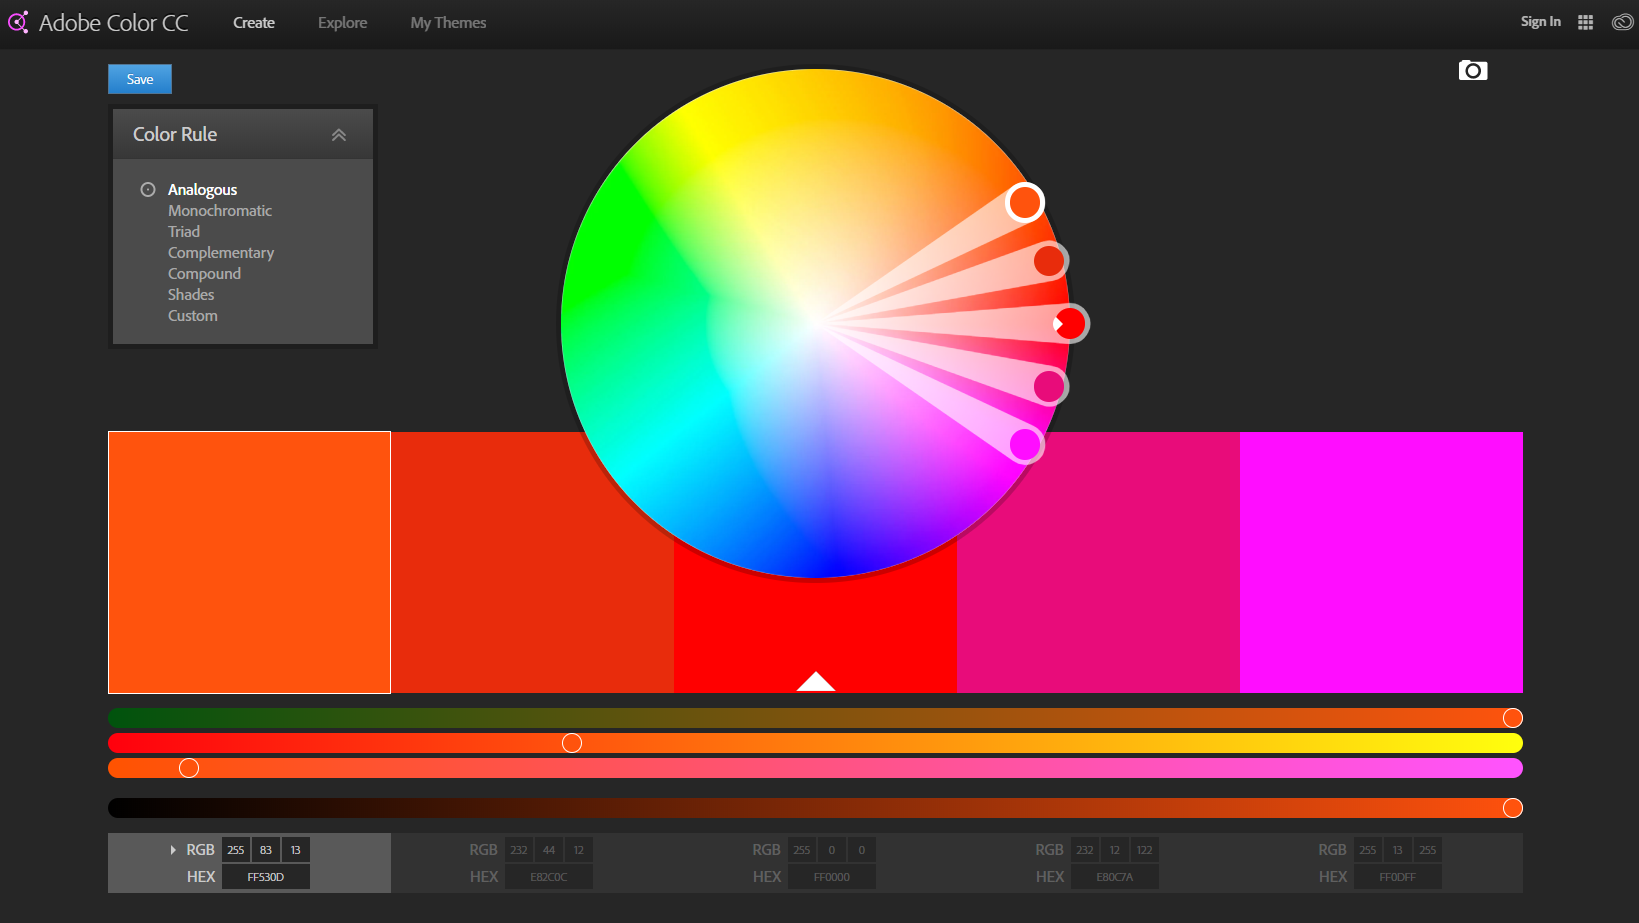 Adobe Color CC Create Explore My Themes Sign In
Save
Color Rule
Analogous
Monochromatic
Triad
Complementary
Compound
Shades
Custom
RGB 255 83 13 RGB 232 44 12 RGB 255 0 0 RGB 232 12 122 RGB 255 13 255
HEX FF530D HEX E82C0C HEX FF0000 HEX E80C7A HEX FF0DFF